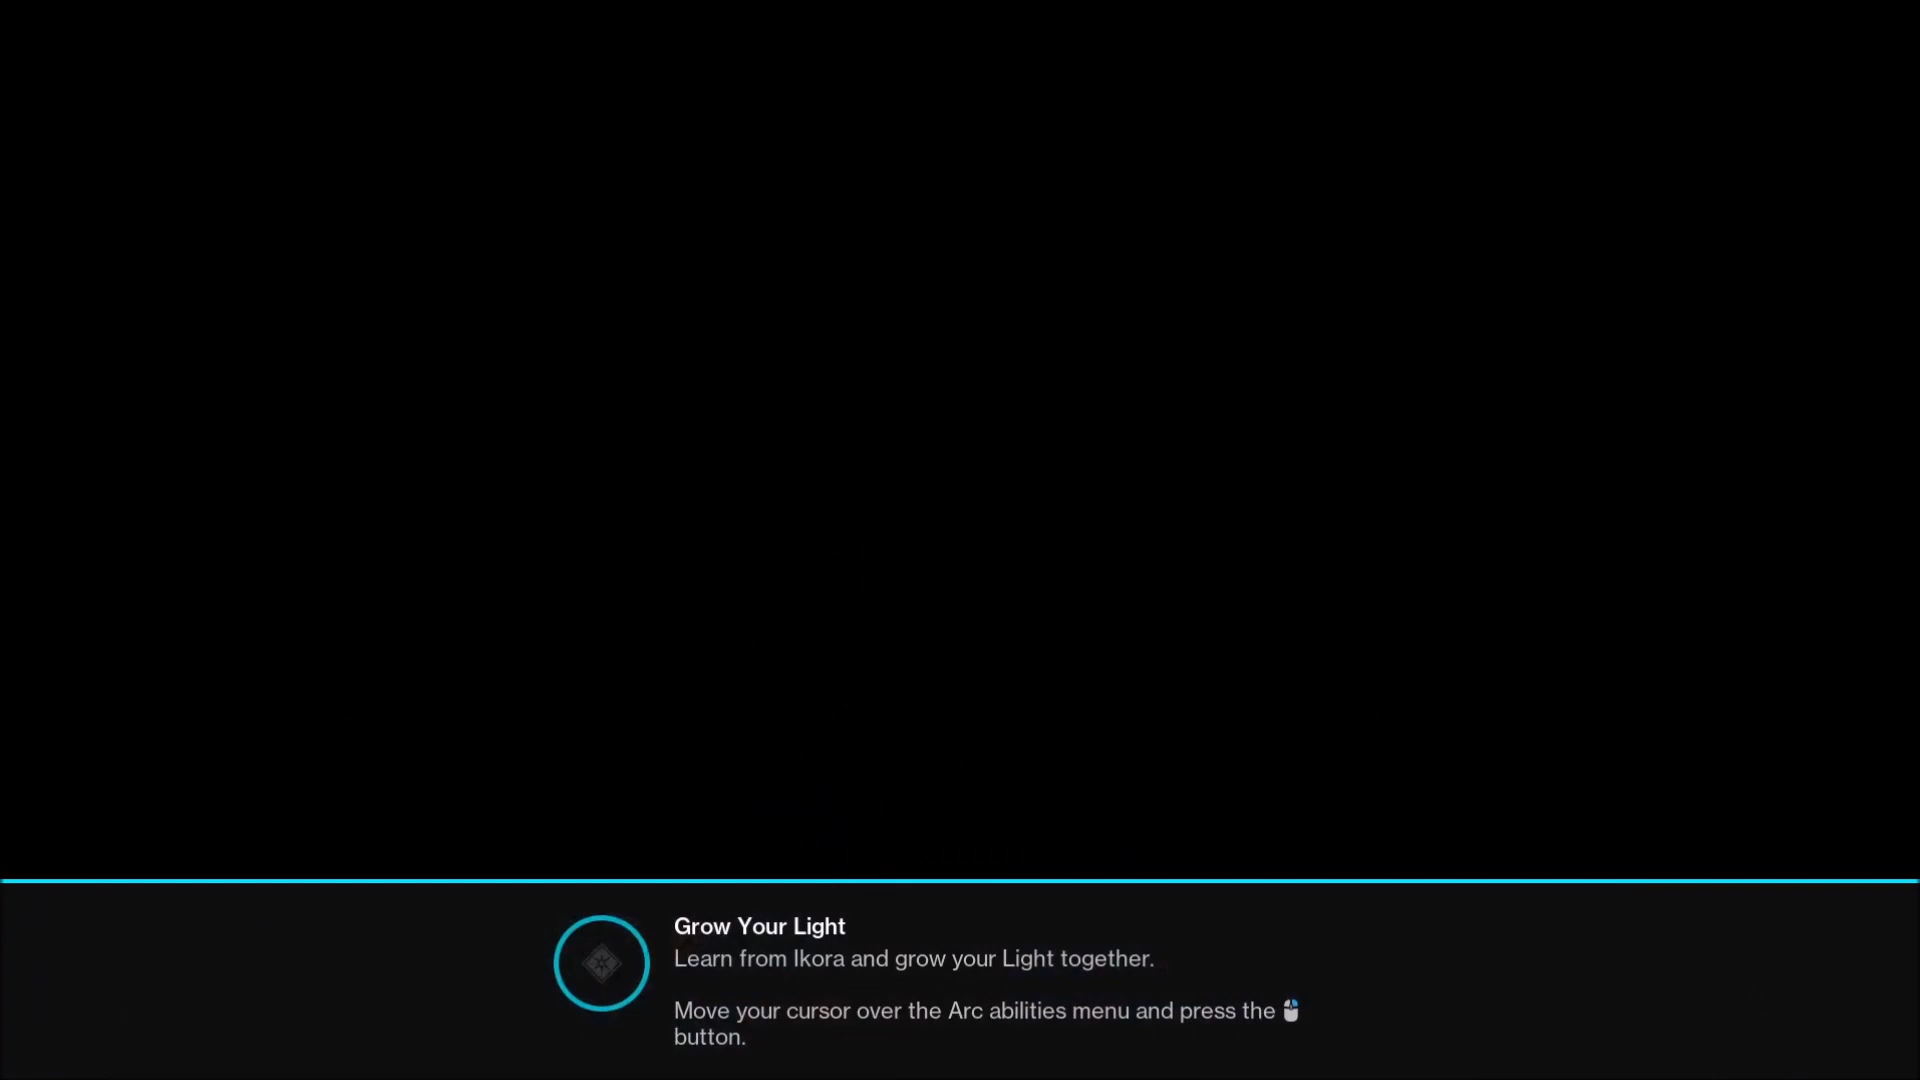 Grow Your Light
Learn from Ikora and grow your Light together.
Move your cursor over the Arc abilities menu and press the
button.